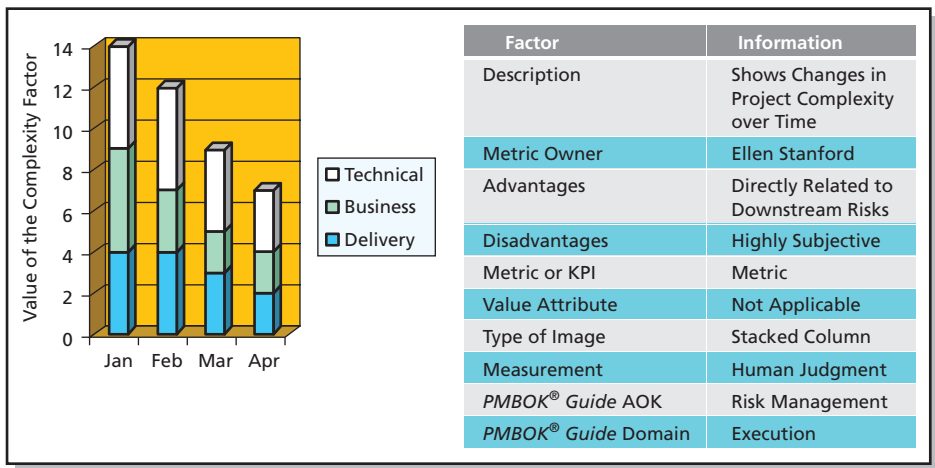 Value of the Complexity Factor
14
12
10
8
6
4
2
0
Jan Feb Mar Apr
Technical
Business
Delivery
Factor Information
Description Shows Changes in
Project Complexity
over Time
Metric Owner Ellen Stanford
Advantages Directly Related to
Downstream Risks
Disadvantages Highly Subjective
Metric or KPI Metric
Value Attribute Not Applicable
Type of Image Stacked Column
Measurement Human Judgment
PMBOK® Guide AOK Risk Management
PMBOK® Guide Domain Execution